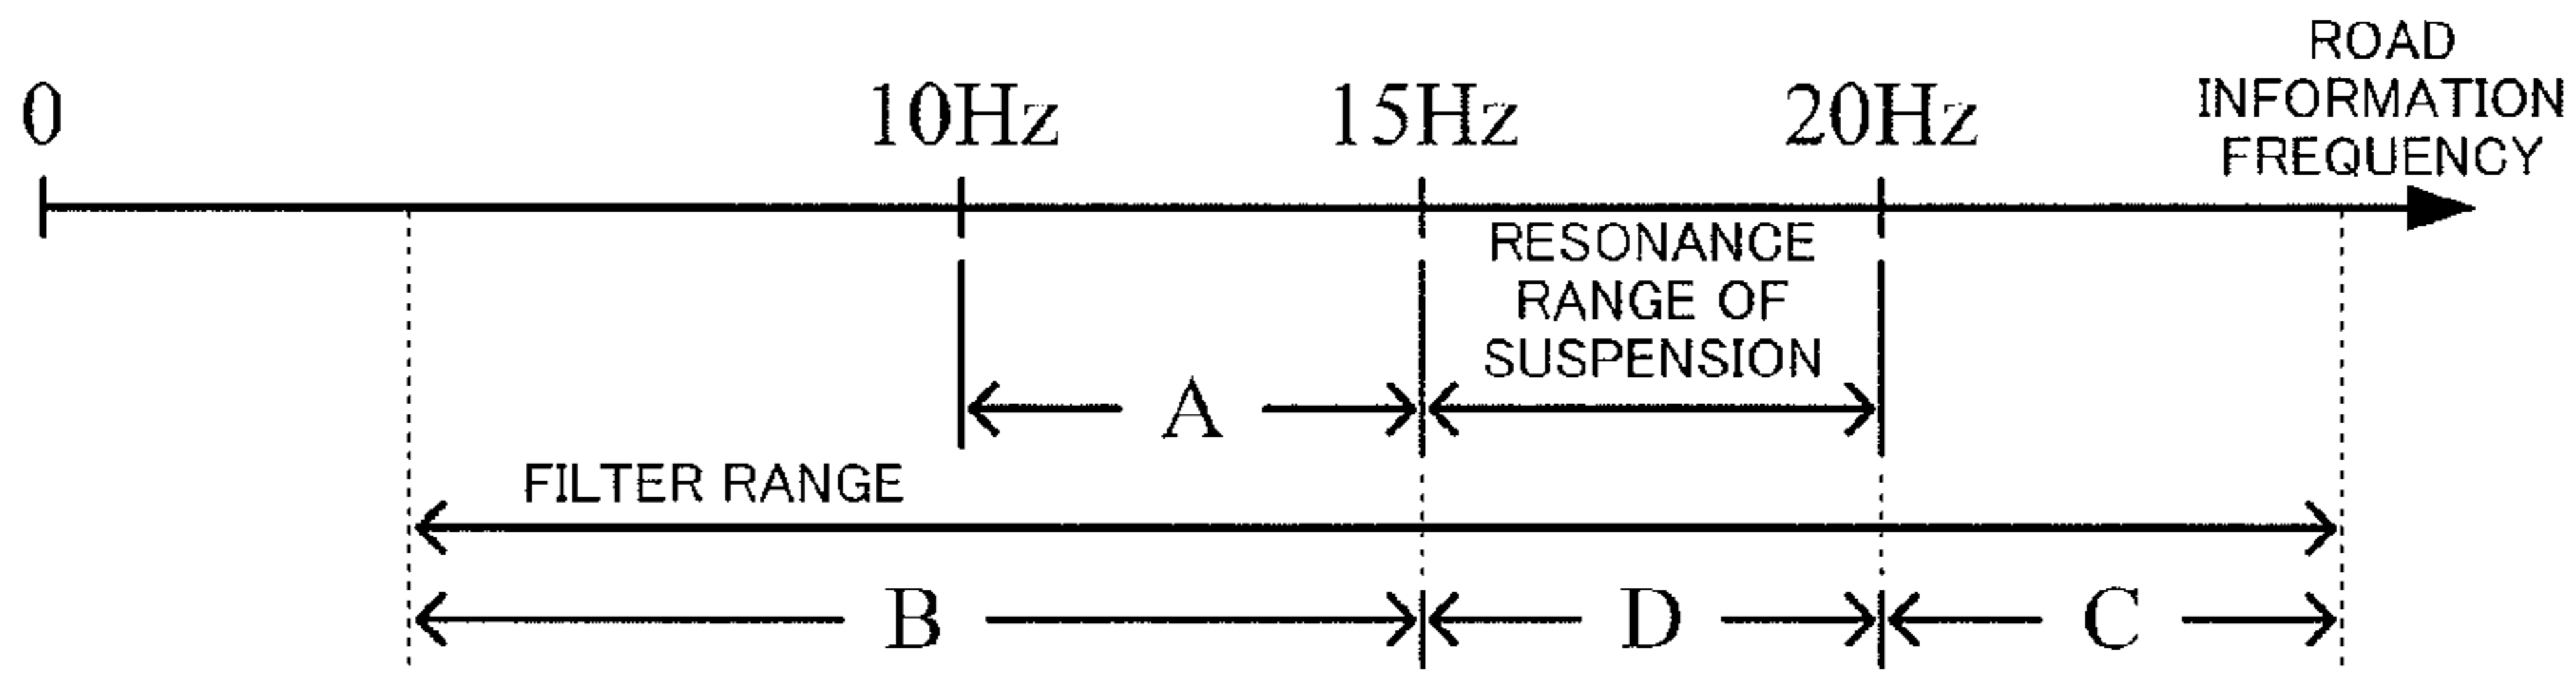 0
10Hz
15Hz
20Hz
ROAD
INFORMATION
FREQUENCY
RESONANCE
RANGE OF
SUSPENSION
A
FILTER RANGE
B
D
C